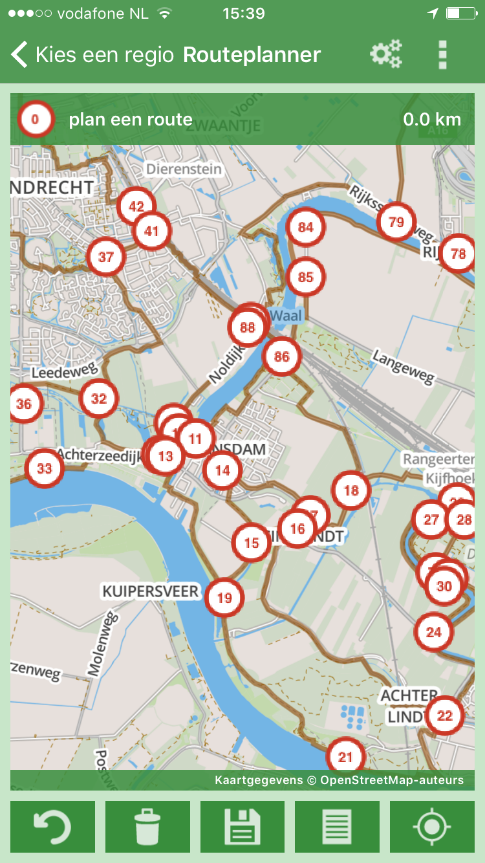 vodafone NL 15:39
Kies een regio Routeplanner
0 plan een route 0.0 km
ZWAANTJE
Dierenstein
NDRECHT
42
41
37
Rijkss
weg
79
84
RIJ
78
85
Waal
88
86
Noldijk
Langeweg
Leedeweg
36
32
11
NSDAM
Achterzeedijk
13
14
33
Rangeerter
Kijfhoek
18
27
28
16
NDT
15
30
KUIPERSVEER
19
24
Molenweg
zenweg
ACHTER
LIND
22
21
Postw
Kaartgegevens © OpenStreetMap-auteurs